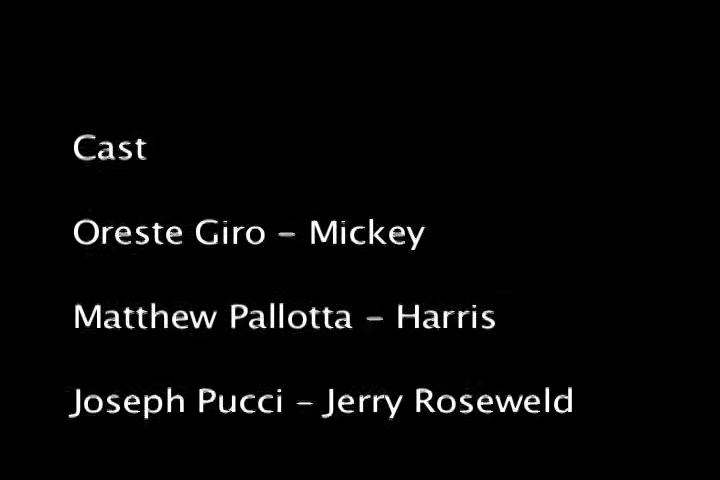 Cast
Oreste Giro – Mickey
Matthew Pallotta – Harris
Joseph Pucci – Jerry Roseweld